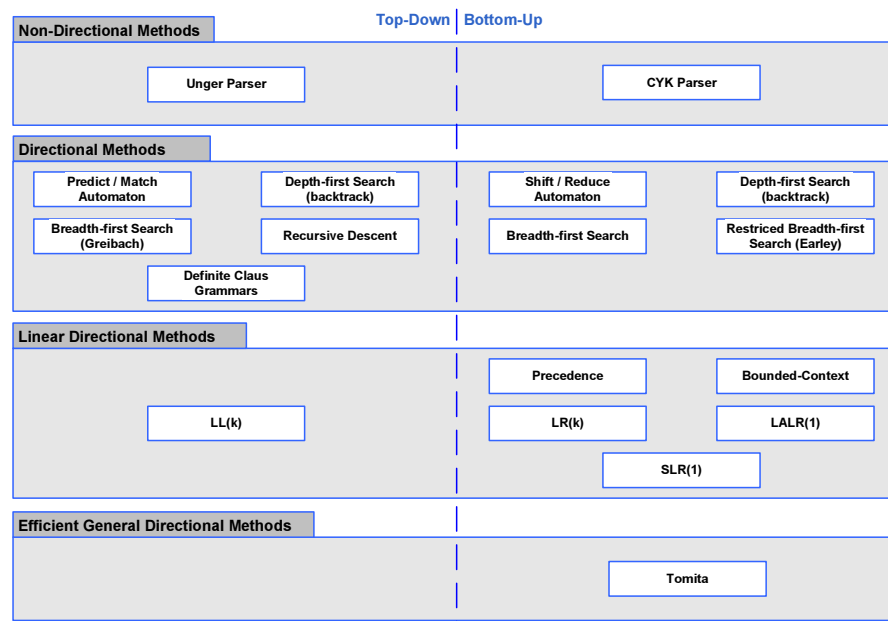 Top-Down Bottom-Up
Non-Directional Methods
Unger Parser
CYK Parser
Directional Methods
Predict / Match
Automaton
Depth-first Search
(backtrack)
Shift / Reduce
Automaton
Depth-first Search
(backtrack)
Breadth-first Search
(Greibach)
Recursive Descent
Breadth-first Search
Restriced Breadth-first
Search (Earley)
Definite Claus
Grammars
Linear Directional Methods
Precedence
Bounded-Context
LL(k)
LR(k)
LALR(1)
SLR(1)
Efficient General Directional Methods
Tomita